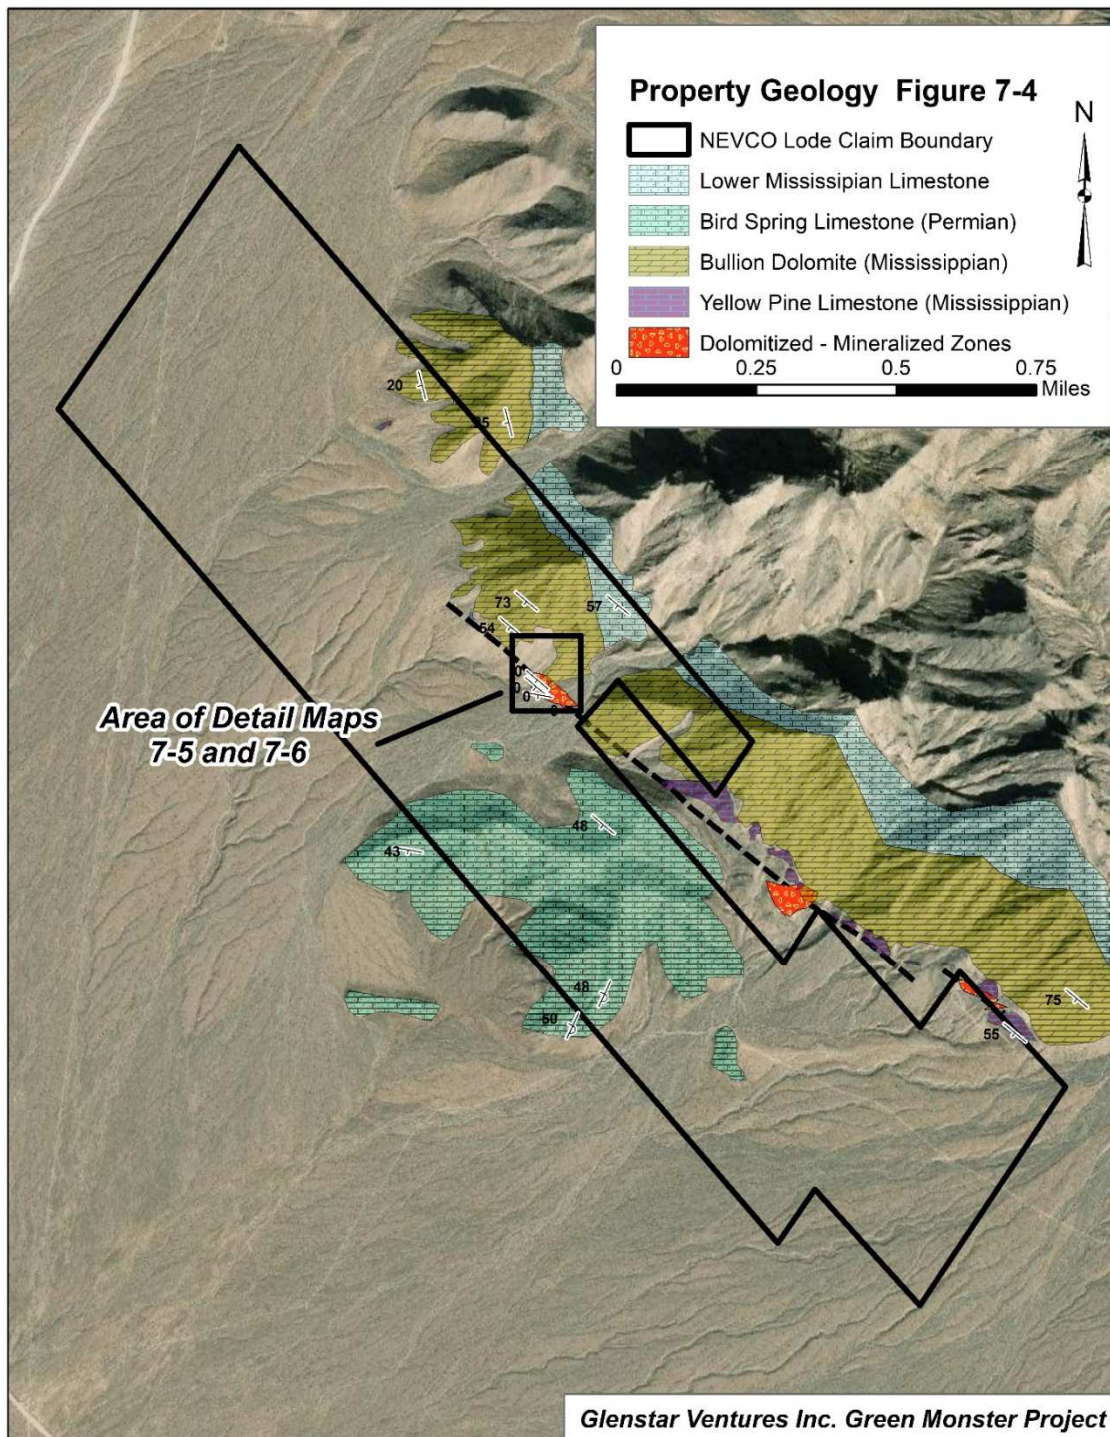 Property Geology Figure 7-4
N
NEVCO Lode Claim Boundary
Lower Mississipian Limestone
Bird Spring Limestone (Permian)
Bullion Dolomite (Mississippian)
Yellow Pine Limestone (Mississippian)
Dolomitized - Mineralized Zones
0 0.25 0.5 0.75
Miles
20
57
73
54
0
0
0
Area of Detail Maps
7-5 and 7-6
48
43
48
50
75
55
Glenstar Ventures Inc. Green Monster Project